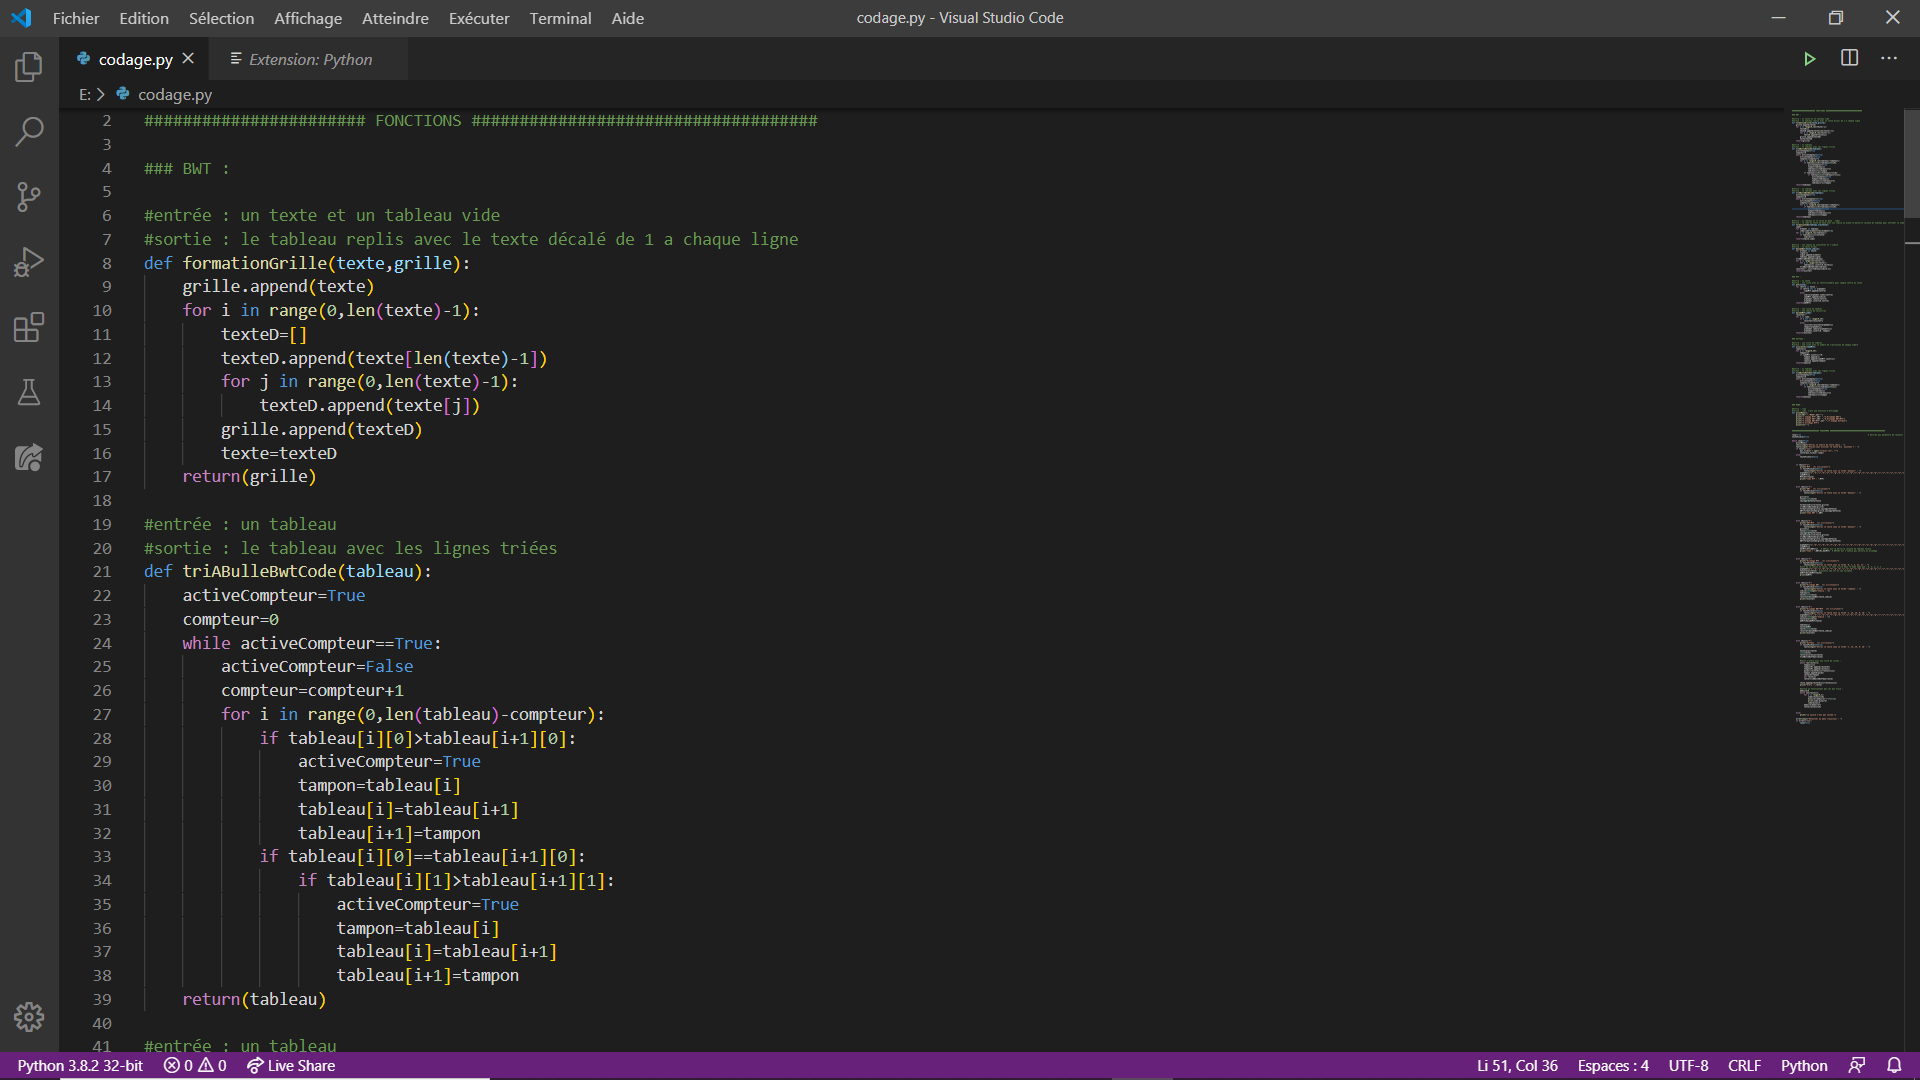 Fichier Edition Sélection Affichage Atteindre Exécuter Terminal Aide codage.py - Visual Studio Code
codage.py Extension: Python
E: > codage.py
2 ####################### FONCTIONS ####################################
3
4 ### BWT :
5
6 #entrée : un texte et un tableau vide
7 #sortie : le tableau replis avec le texte décalé de 1 a chaque ligne
8 def formationGrille(texte,grille):
9     grille.append(texte)
10     for i in range(0,len(texte)-1):
11         texteD=[]
12         texteD.append(texte[len(texte)-1])
13         for j in range(0,len(texte)-1):
14             texteD.append(texte[j])
15         grille.append(texteD)
16         texte=texteD
17     return(grille)
18
19 #entrée : un tableau
20 #sortie : le tableau avec les lignes triées
21 def triABulleBwtCode(tableau):
22     activeCompteur=True
23     compteur=0
24     while activeCompteur==True:
25         activeCompteur=False
26         compteur=compteur+1
27         for i in range(0,len(tableau)-compteur):
28             if tableau[i][0]>tableau[i+1][0]:
29                 activeCompteur=True
30                 tampon=tableau[i]
31                 tableau[i]=tableau[i+1]
32                 tableau[i+1]=tampon
33             if tableau[i][0]==tableau[i+1][0]:
34                 if tableau[i][1]>tableau[i+1][1]:
35                     activeCompteur=True
36                     tampon=tableau[i]
37                     tableau[i]=tableau[i+1]
38                     tableau[i+1]=tampon
39     return(tableau)
40
41 #entrée : un tableau
Python 3.8.2 32-bit 0 0 Live Share Li 51, Col 36 Espaces : 4 UTF-8 CRLF Python